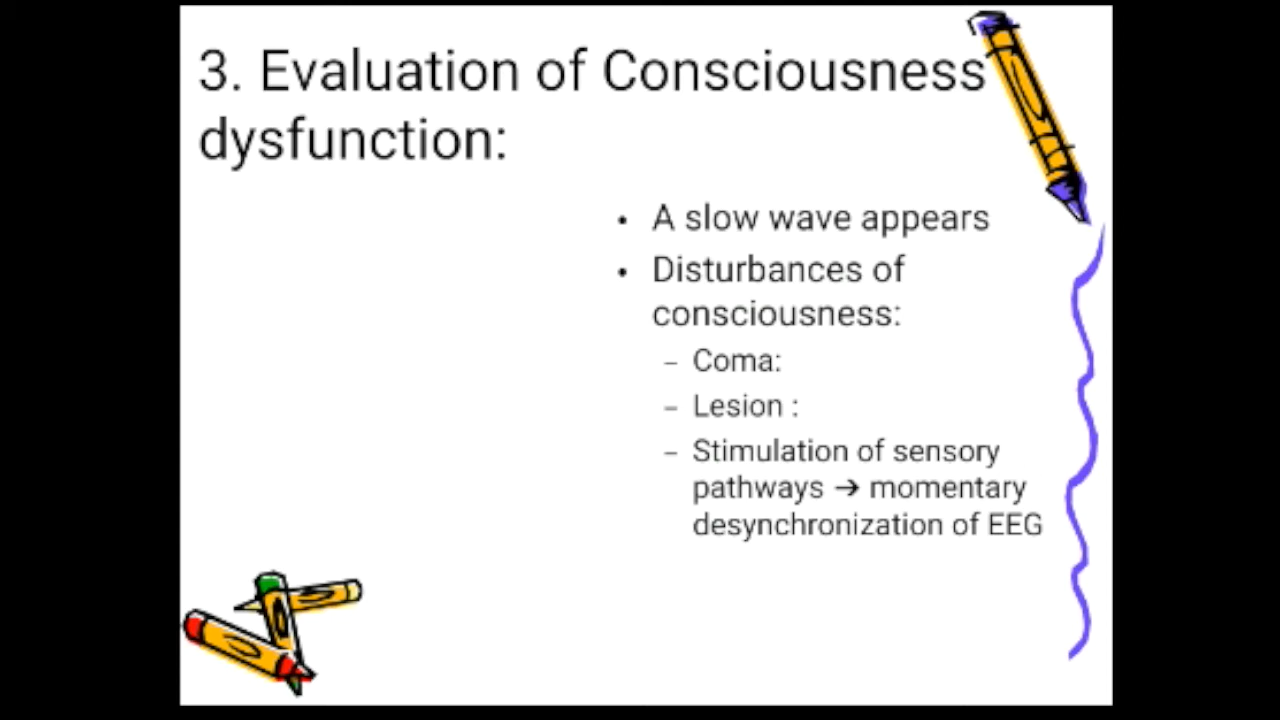 3. Evaluation of Consciousness
dysfunction:
• A slow wave appears
• Disturbances of
consciousness:
– Coma:
– Lesion :
– Stimulation of sensory
pathways → momentary
desynchronization of EEG